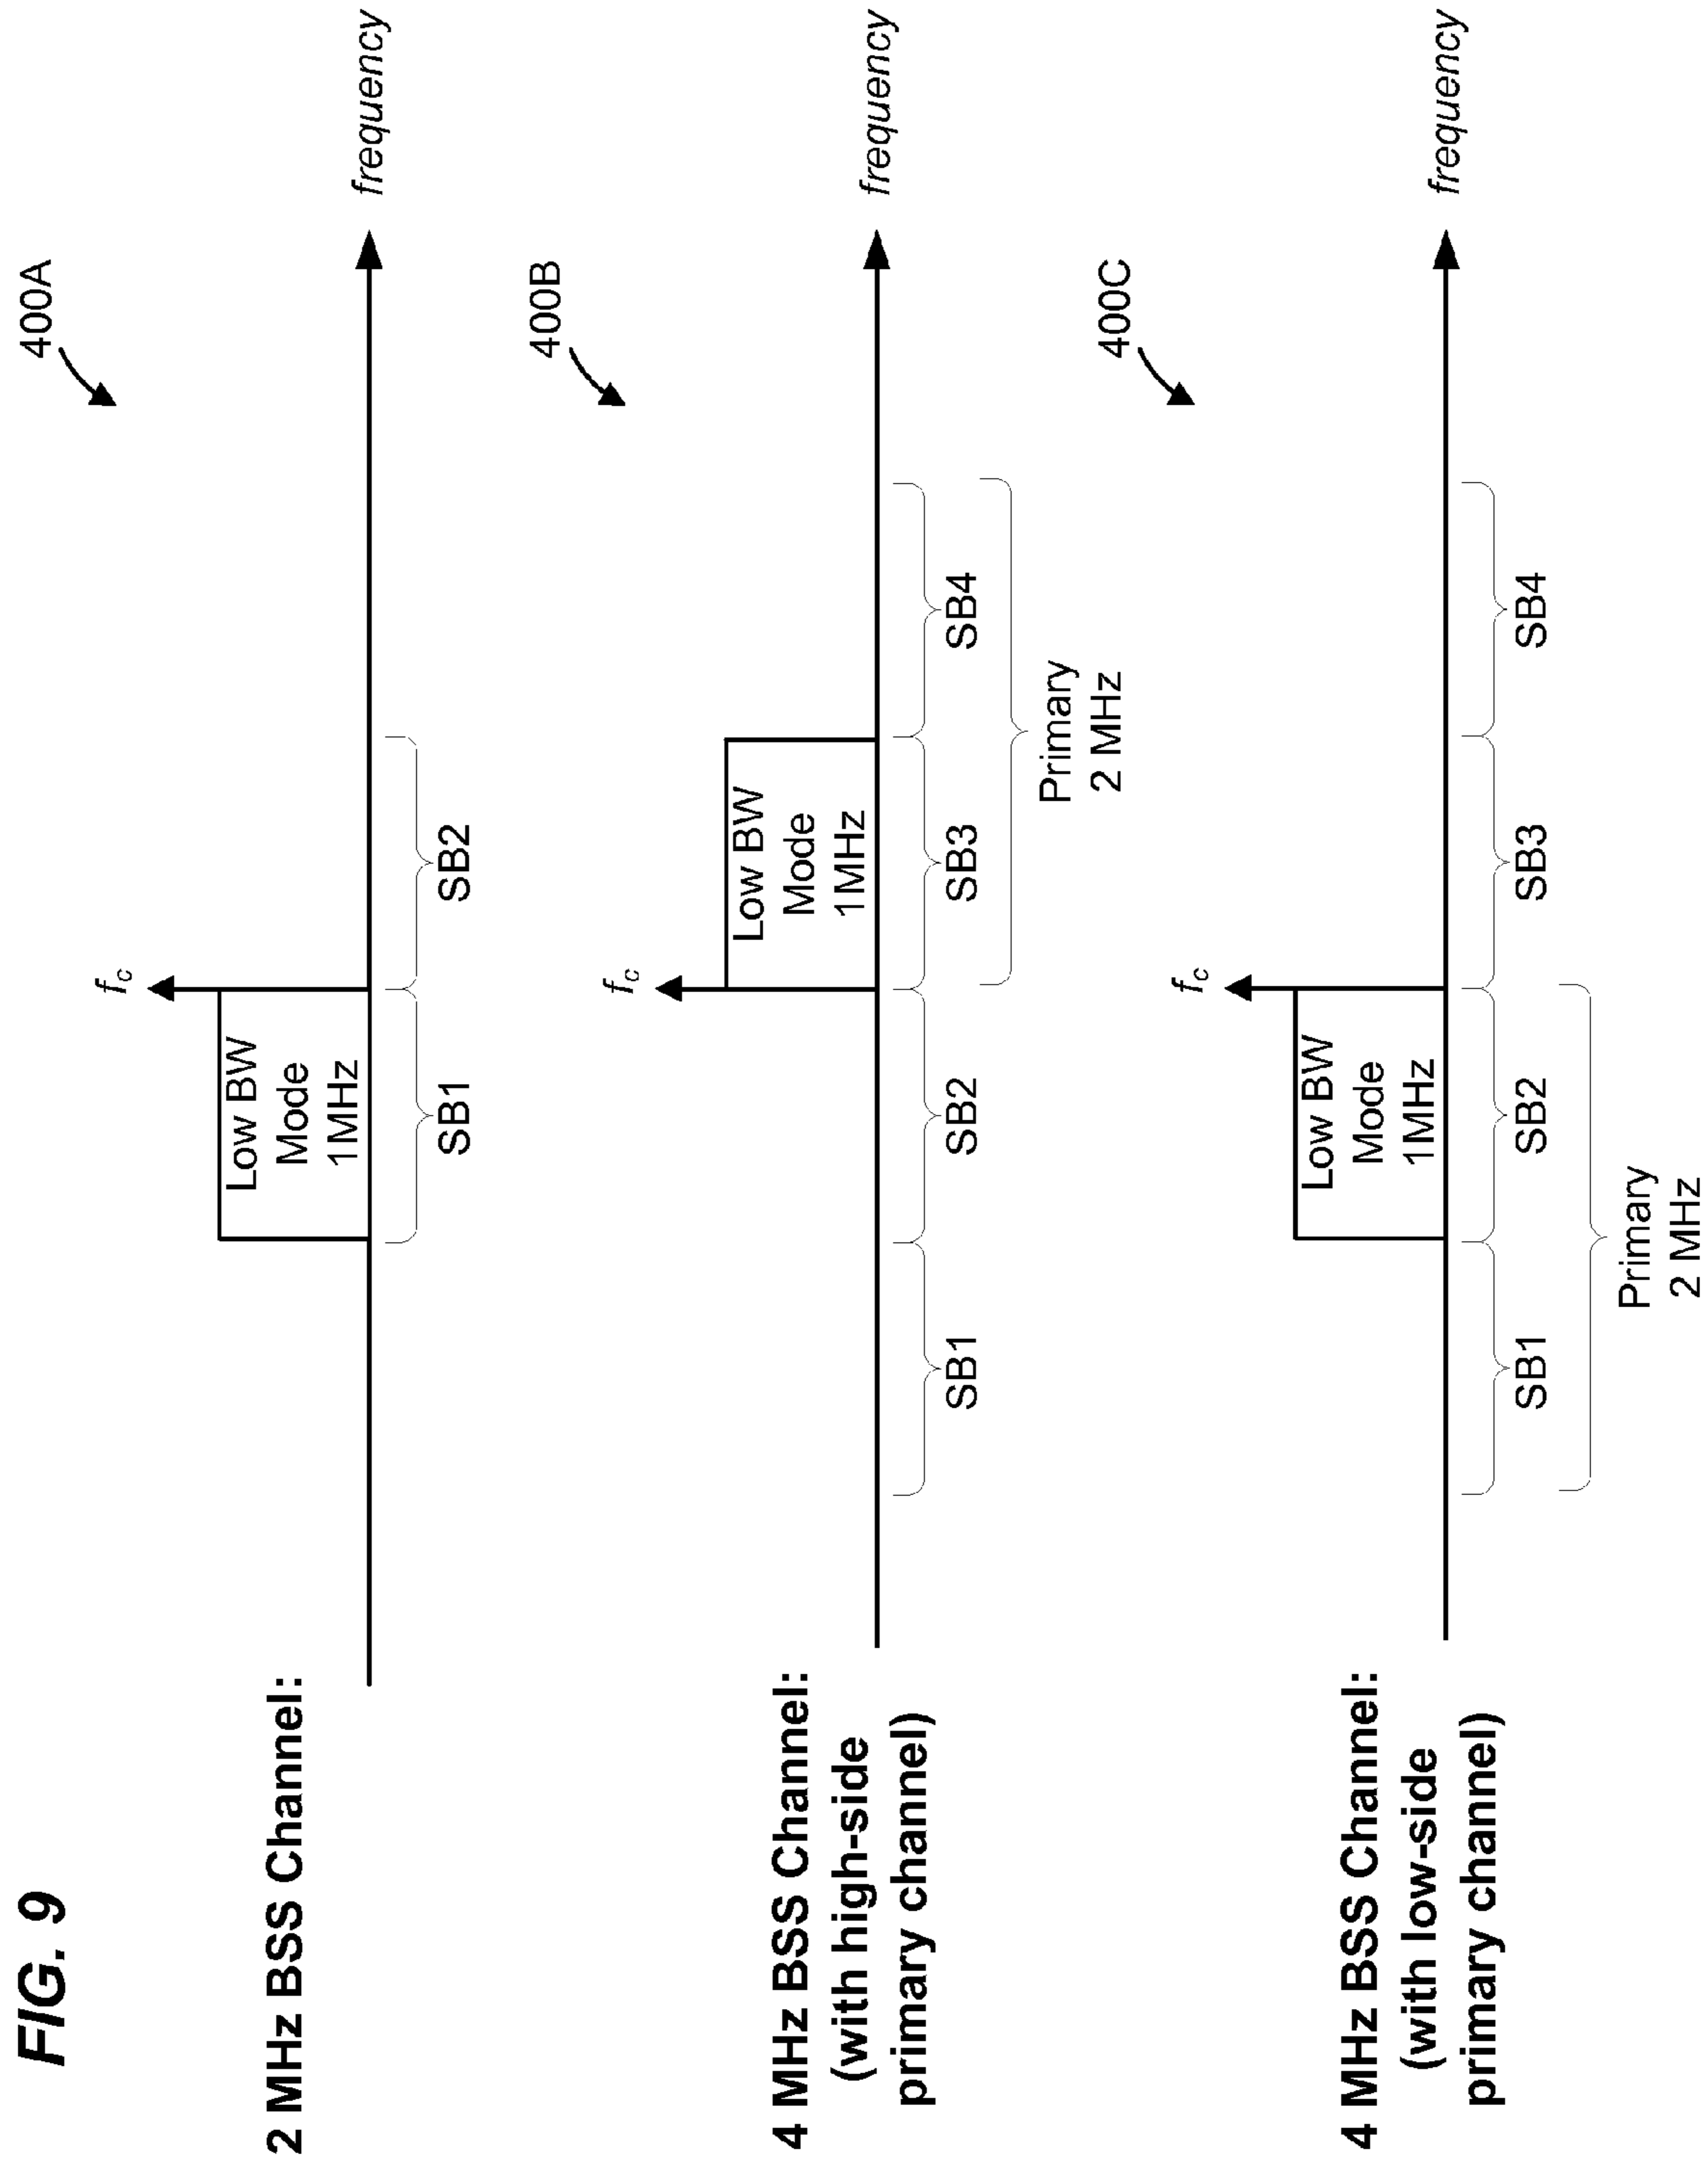 FIG. 9
400A
2 MHz BSS Channel:
fc
Low BW
Mode
1MHz
frequency
SB1
SB2
400B
4 MHz BSS Channel:
(with high-side
primary channel)
fc
Low BW
Mode
1MHz
frequency
SB1
SB2
SB3
SB4
Primary
2 MHz
400C
4 MHz BSS Channel:
(with low-side
primary channel)
fc
Low BW
Mode
1MHz
frequency
SB1
SB2
SB3
SB4
Primary
2 MHz